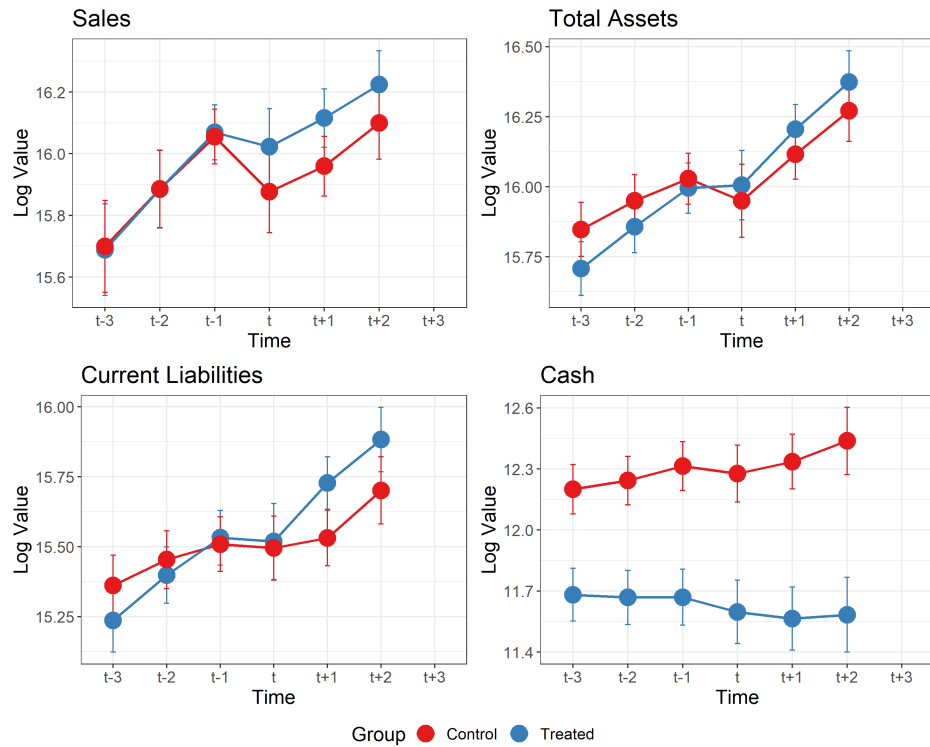 Sales
Log Value
16.2
16.0
15.8
15.6
t-3 t-2 t-1 t t+1 t+2 t+3
Time
Total Assets
Log Value
16.50
16.25
16.00
15.75
t-3 t-2 t-1 t t+1 t+2 t+3
Time
Current Liabilities
Log Value
16.00
15.75
15.50
15.25
t-3 t-2 t-1 t t+1 t+2 t+3
Time
Cash
Log Value
12.6
12.3
12.0
11.7
11.4
t-3 t-2 t-1 t t+1 t+2 t+3
Time
Group Control Treated